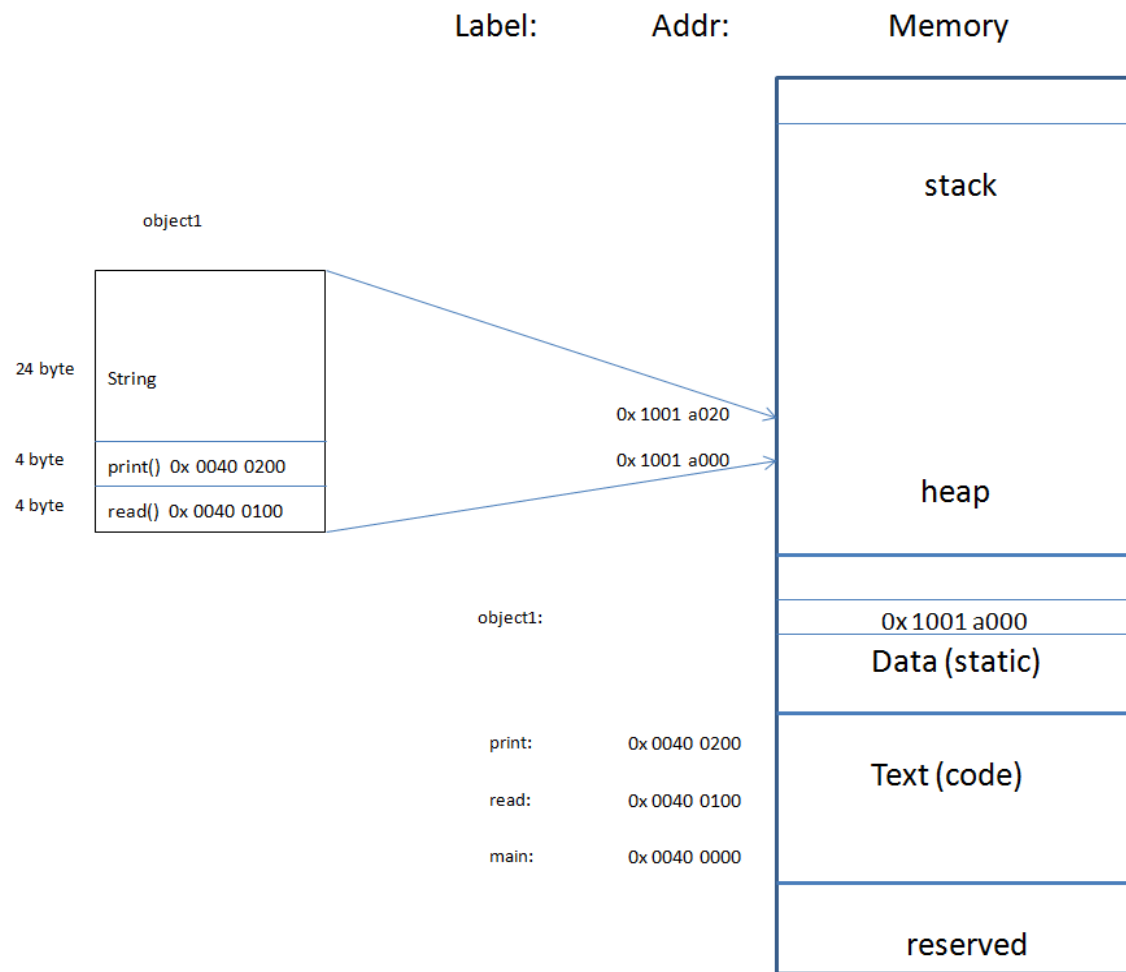 Label: Addr: Memory
stack
object1
24 byte String
0x 1001 a020
4 byte print() 0x 0040 0200 0x 1001 a000
heap
4 byte read() 0x 0040 0100
object1: 0x 1001 a000
Data (static)
print: 0x 0040 0200
Text (code)
read: 0x 0040 0100
main: 0x 0040 0000
reserved